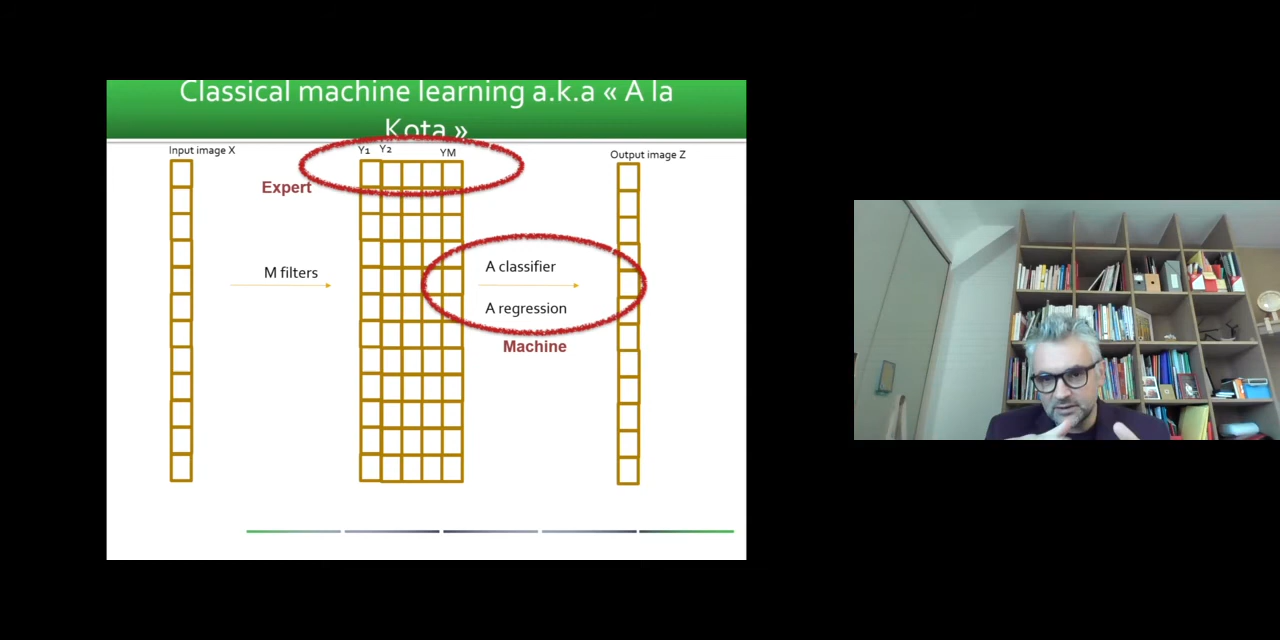 Classical machine learning a.k.a « A la
Kota »
Input image X
Y1 Y2 YM
Output image Z
Expert
M filters
A classifier
A regression
Machine